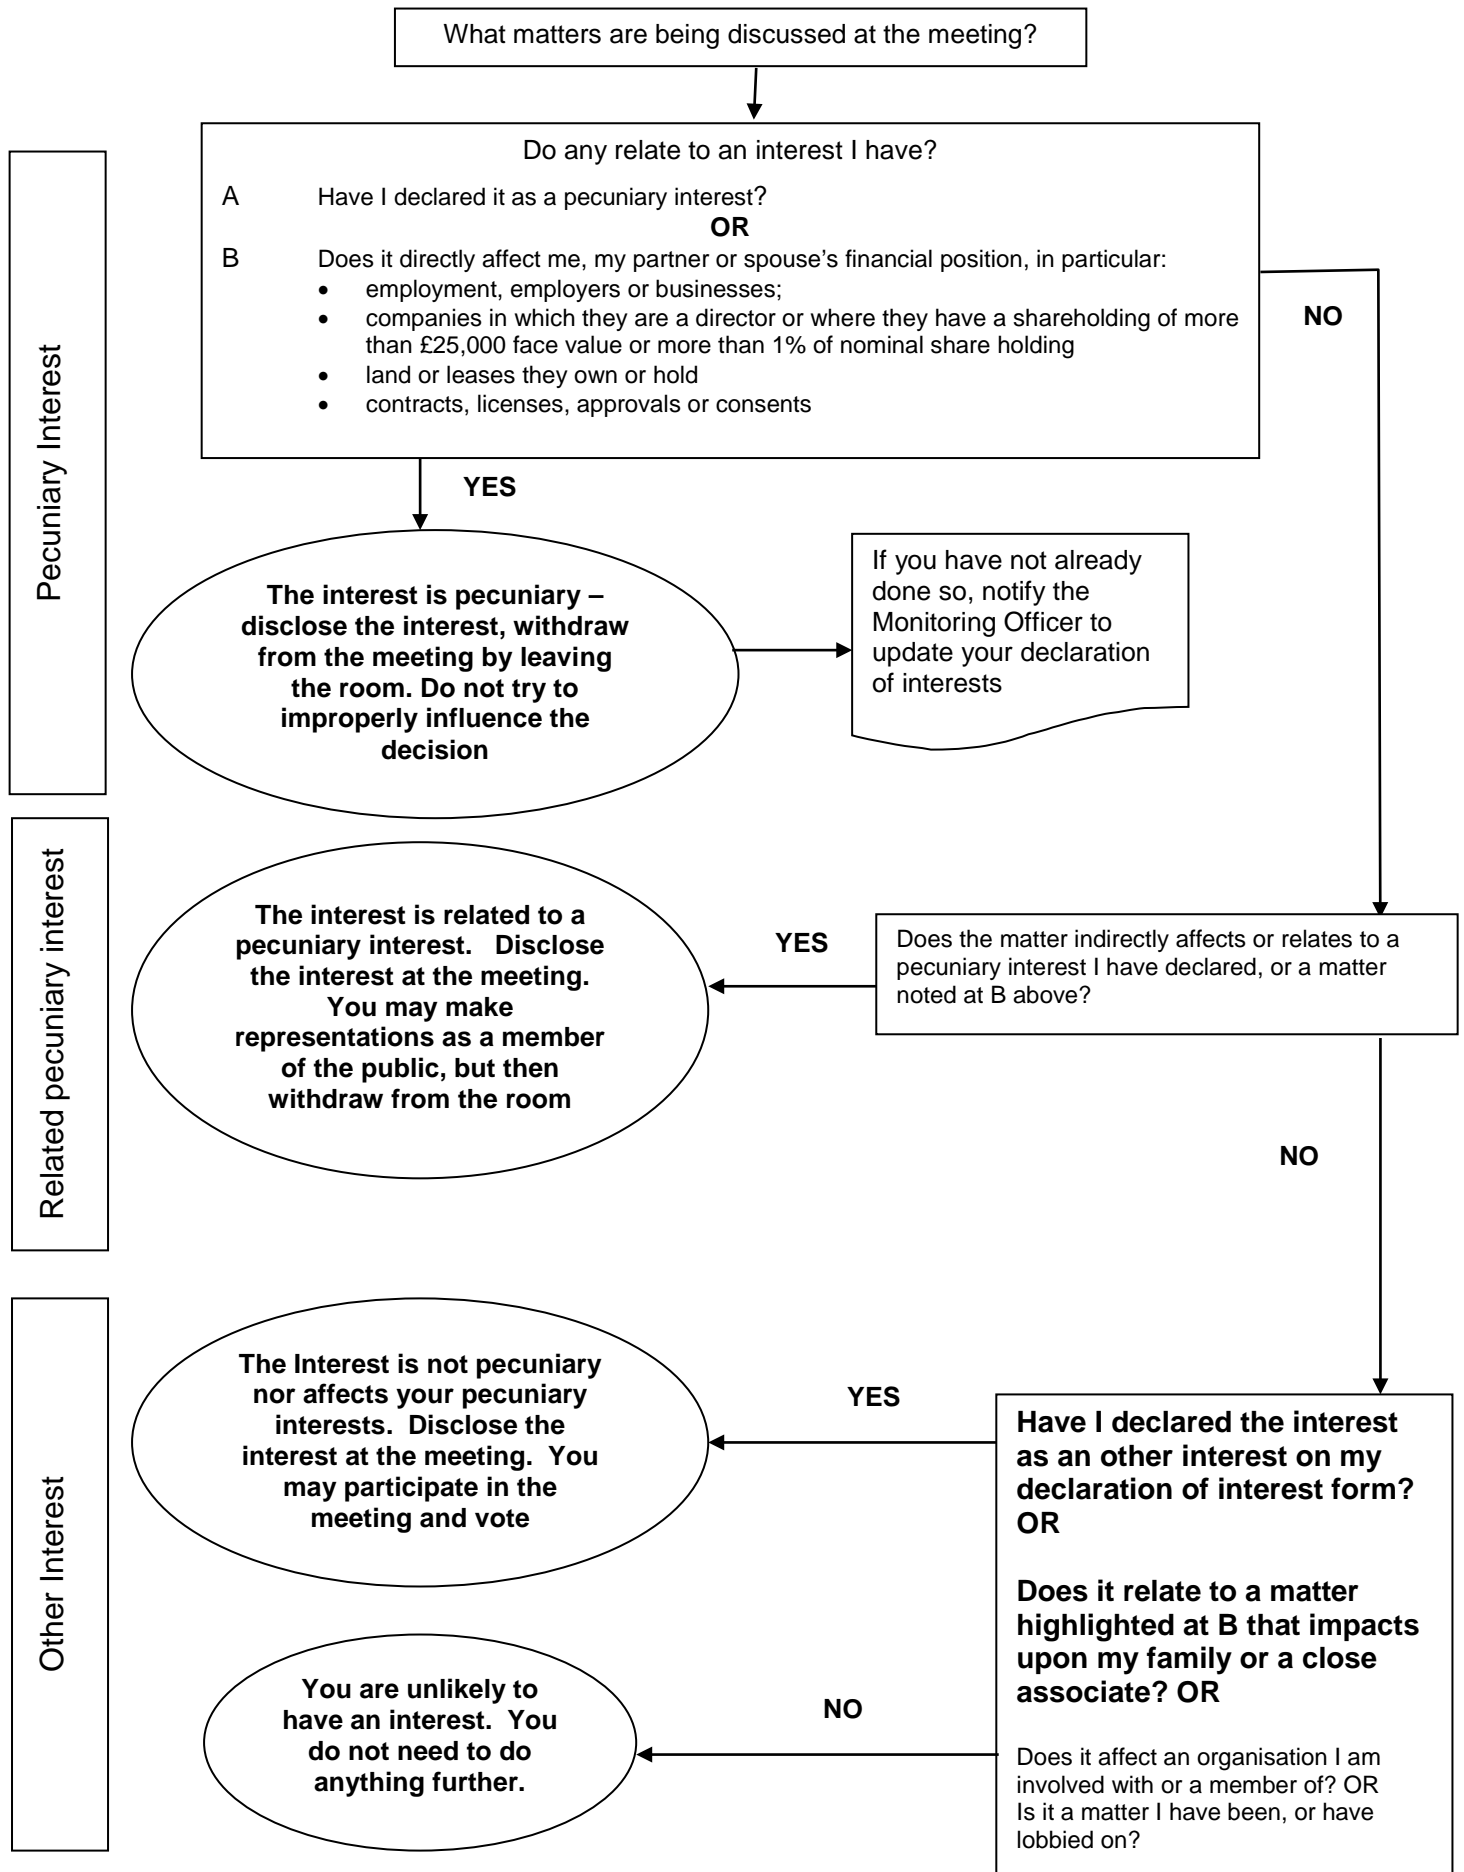 What matters are being discussed at the meeting?
Do any relate to an interest I have?
A Have I declared it as a pecuniary interest?
OR
B Does it directly affect me, my partner or spouse's financial position, in particular:
• employment, employers or businesses;
• companies in which they are a director or where they have a shareholding of more
than £25,000 face value or more than 1% of nominal share holding
• land or leases they own or hold
• contracts, licenses, approvals or consents
NO
Pecuniary Interest
YES
The interest is pecuniary –
disclose the interest, withdraw
from the meeting by leaving
the room. Do not try to
improperly influence the
decision
If you have not already
done so, notify the
Monitoring Officer to
update your declaration
of interests
Related pecuniary interest
The interest is related to a
pecuniary interest. Disclose
the interest at the meeting.
You may make
representations as a member
of the public, but then
withdraw from the room
YES
Does the matter indirectly affects or relates to a
pecuniary interest I have declared, or a matter
noted at B above?
NO
Other Interest
The Interest is not pecuniary
nor affects your pecuniary
interests. Disclose the
interest at the meeting. You
may participate in the
meeting and vote
YES
Have I declared the interest
as an other interest on my
declaration of interest form?
OR
Does it relate to a matter
highlighted at B that impacts
upon my family or a close
associate? OR
Does it affect an organisation I am
involved with or a member of? OR
Is it a matter I have been, or have
lobbied on?
You are unlikely to
have an interest. You
do not need to do
anything further.
NO